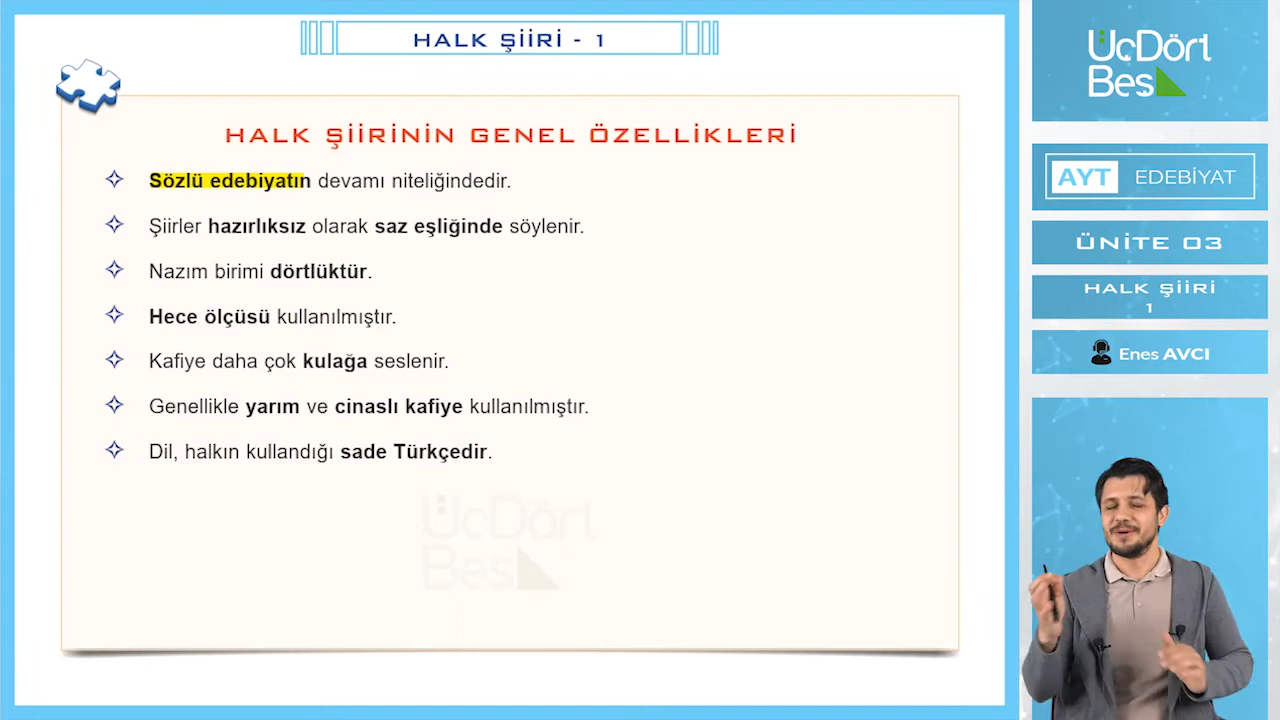 HALK ŞİİRİ - 1
HALK ŞİİRİNİN GENEL ÖZELLİKLERİ
Sözlü edebiyatın devamı niteliğindedir.
Şiirler hazırlıksız olarak saz eşliğinde söylenir.
Nazım birimi dörtlüktür.
Hece ölçüsü kullanılmıştır.
Kafiye daha çok kulağa seslenir.
Genellikle yarım ve cinaslı kafiye kullanılmıştır.
Dil, halkın kullandığı sade Türkçedir.
ÜçDört
Beş
ÜçDört
Beş
AYT EDEBİYAT
ÜNİTE 03
HALK ŞİİRİ
1
Enes AVCI